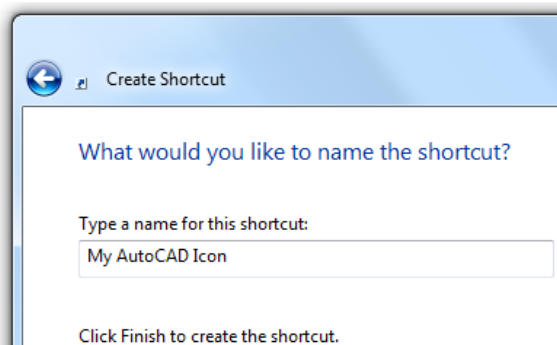 Create Shortcut
What would you like to name the shortcut?
Type a name for this shortcut:
My AutoCAD Icon
Click Finish to create the shortcut.